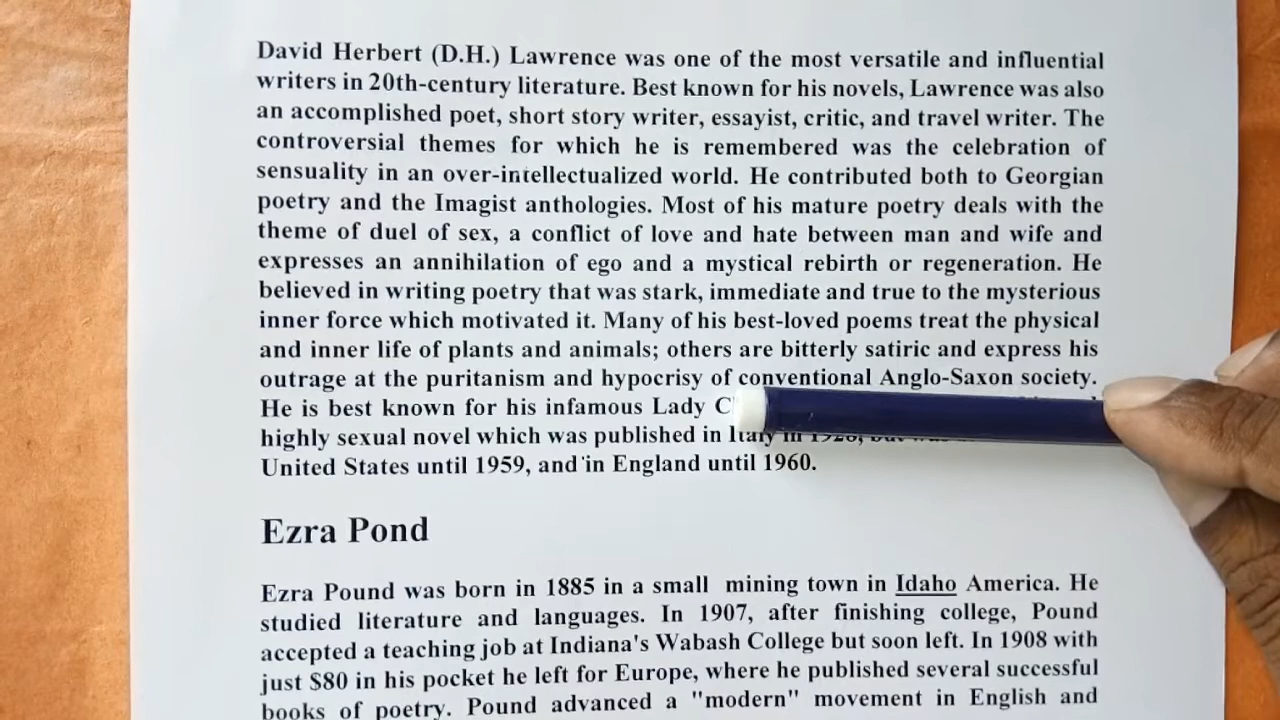 David Herbert (D.H.) Lawrence was one of the most versatile and influential
writers in 20th-century literature. Best known for his novels, Lawrence was also
an accomplished poet, short story writer, essayist, critic, and travel writer. The
controversial themes for which he is remembered was the celebration of
sensuality in an over-intellectualized world. He contributed both to Georgian
poetry and the Imagist anthologies. Most of his mature poetry deals with the
theme of duel of sex, a conflict of love and hate between man and wife and
expresses an annihilation of ego and a mystical rebirth or regeneration. He
believed in writing poetry that was stark, immediate and true to the mysterious
inner force which motivated it. Many of his best-loved poems treat the physical
and inner life of plants and animals; others are bitterly satiric and express his
outrage at the puritanism and hypocrisy of conventional Anglo-Saxon society.
He is best known for his infamous Lady
highly sexual novel which was published in Italy in
United States until 1959, and in England until 1960.
Ezra Pond
Ezra Pound was born in 1885 in a small mining town in Idaho America. He
studied literature and languages. In 1907, after finishing college, Pound
accepted a teaching job at Indiana's Wabash College but soon left. In 1908 with
just $80 in his pocket he left for Europe, where he published several successful
books of poetry. Pound advanced a "modern" movement in English and